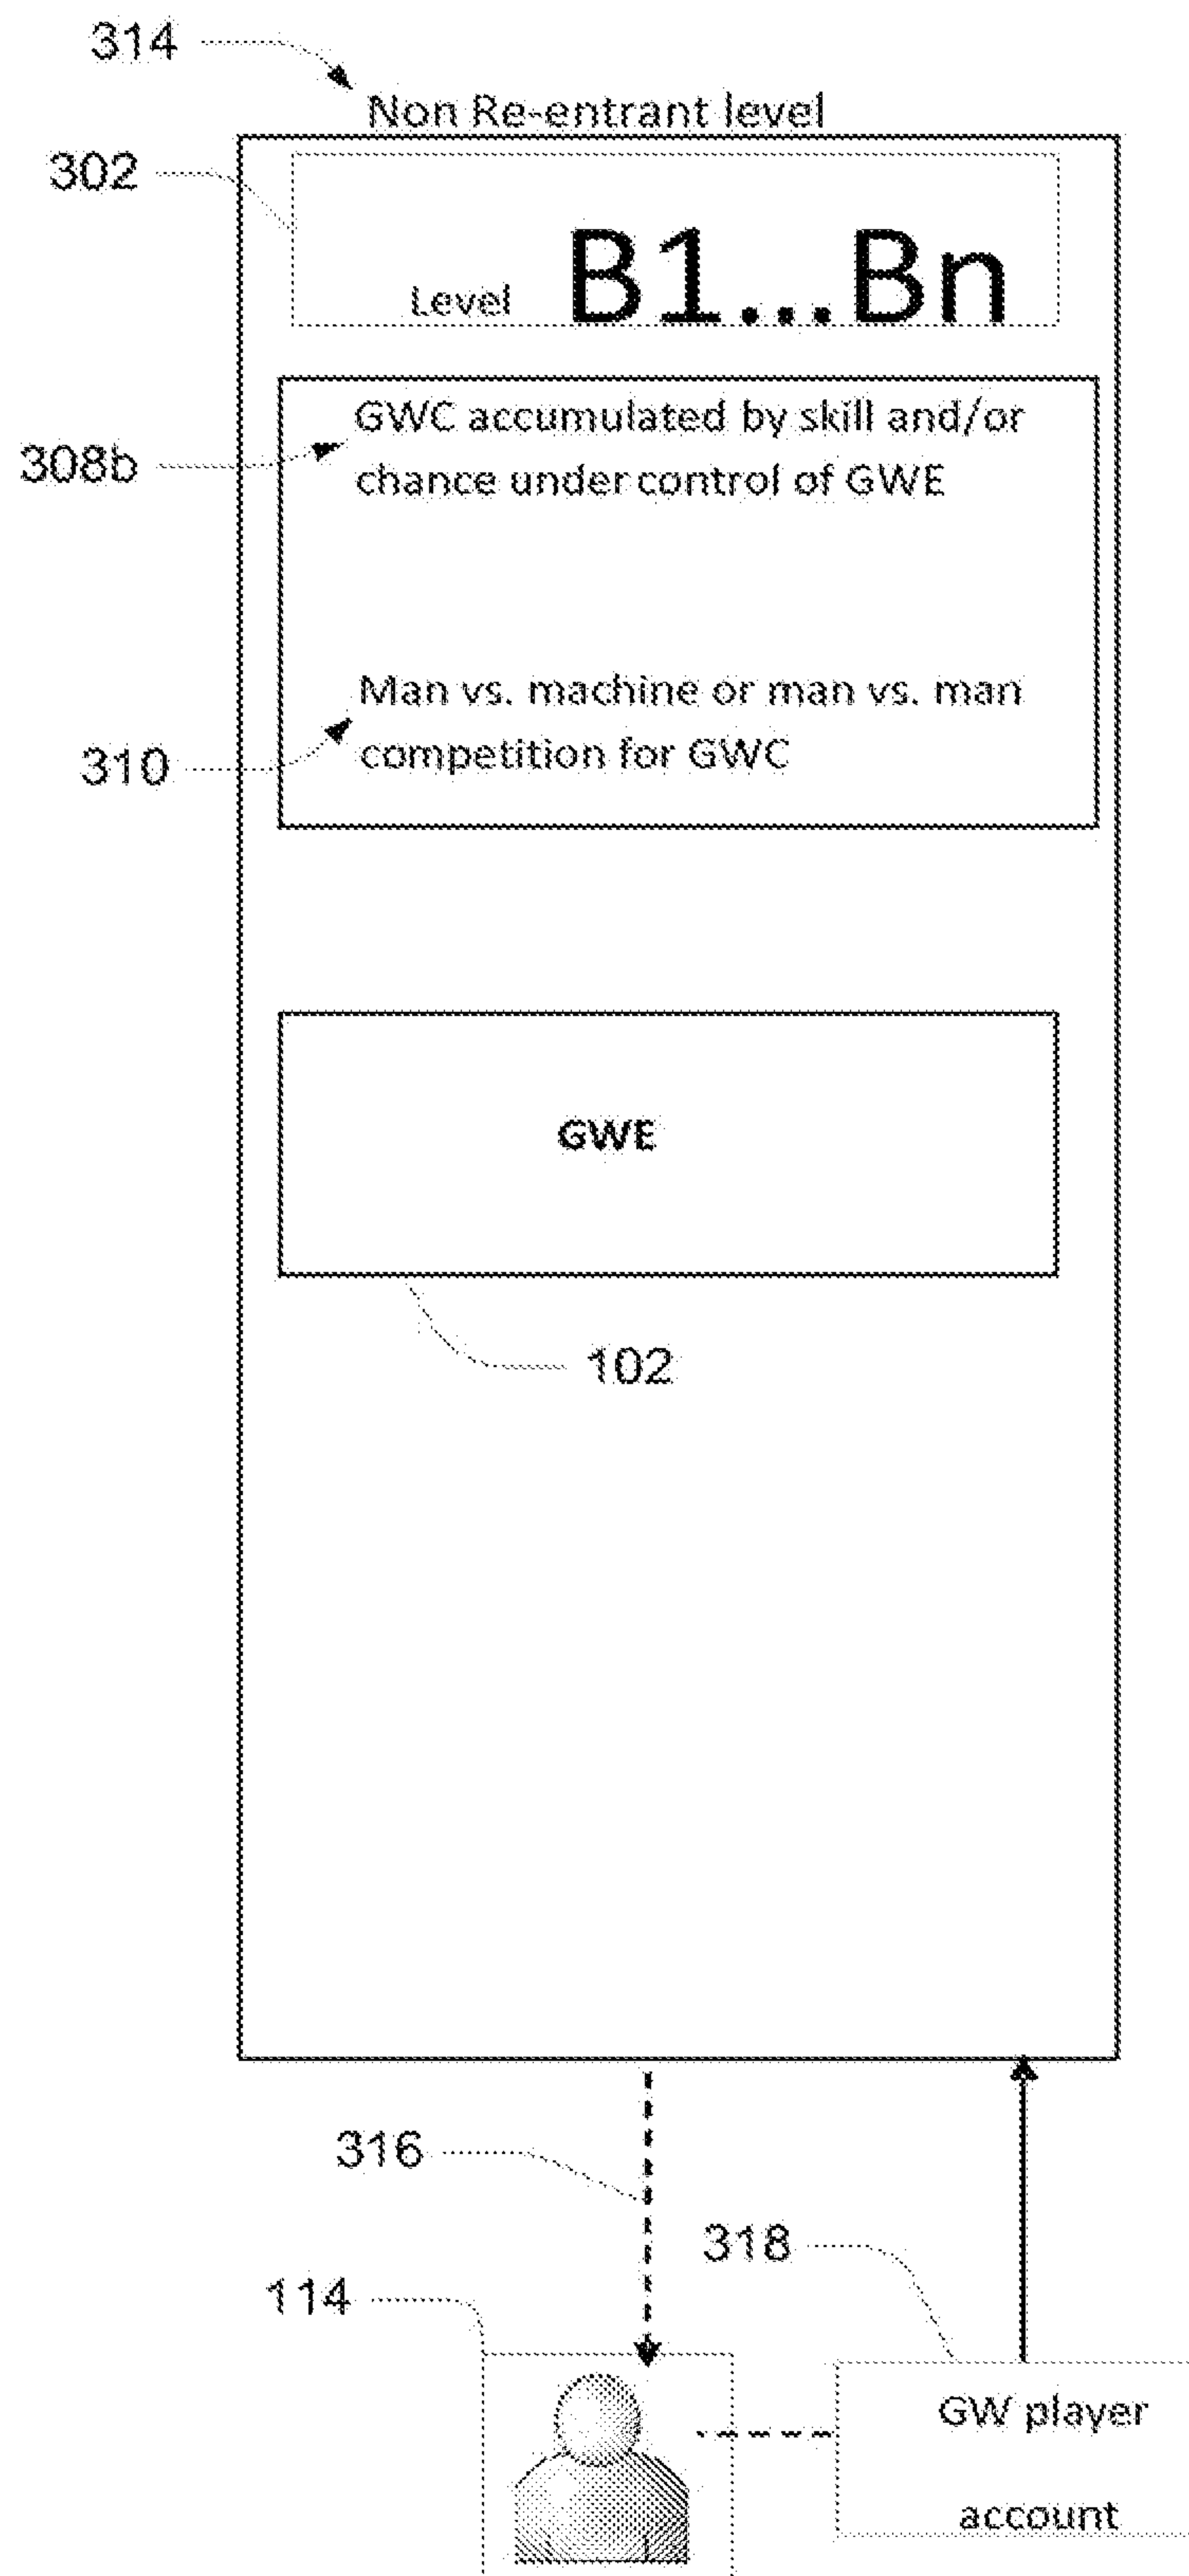 314
Non Re-entrant level
302
Level B1...Bn
GWC accumulated by skill and/or
308b
chance under control of GWE
Man vs. machine or man vs. man
310
competition for GWC
GWE
102
316
318
114
GW player
account